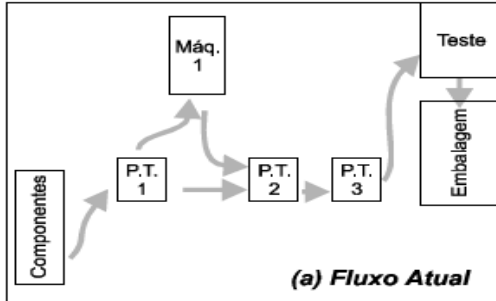 Máq.
1
Teste
Embalagem
P.T.
1
P.T.
2
P.T.
3
Componentes
(a) Fluxo Atual